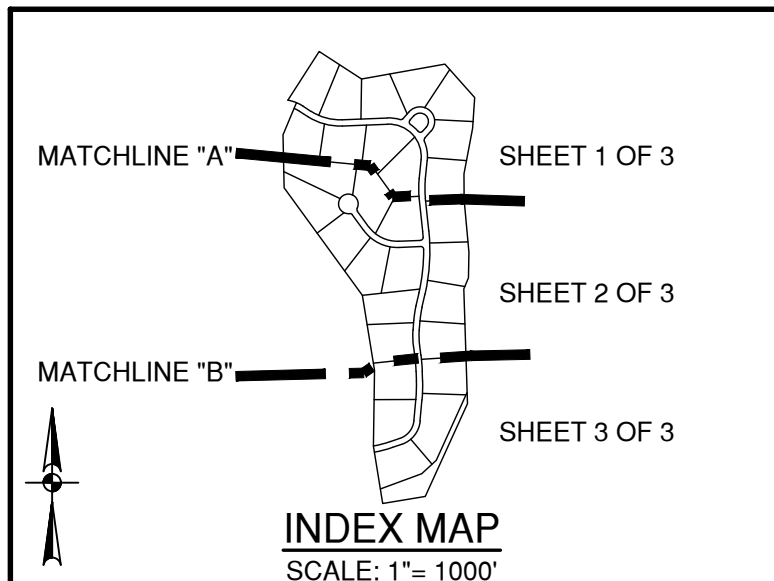 MATCHLINE "A"
SHEET 1 OF 3
SHEET 2 OF 3
MATCHLINE "B"
SHEET 3 OF 3
INDEX MAP
SCALE: 1"= 1000'